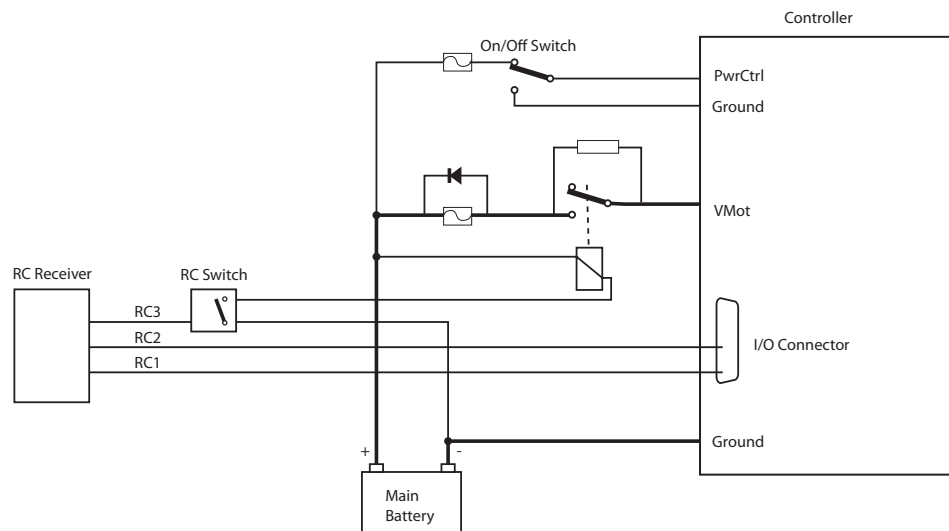 Controller
On/Off Switch
PwrCtrl
Ground
VMot
RC Receiver
RC Switch
RC3
RC2
RC1
I/O Connector
Ground
+
-
Main
Battery